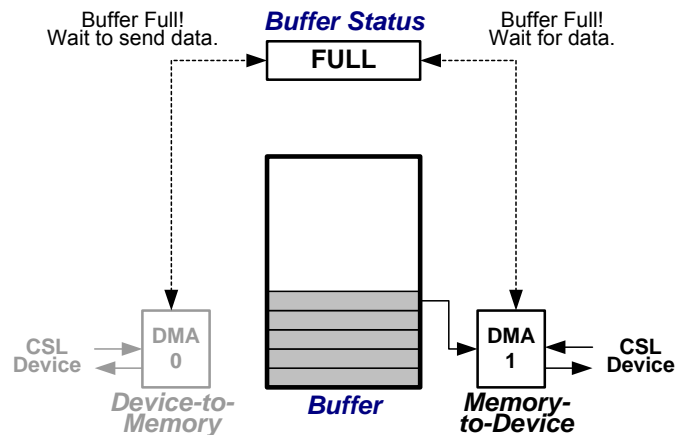 Buffer Full!
Wait to send data.
Buffer Status
FULL
Buffer Full!
Wait for data.
CSL
Device
DMA
0
Device-to-
Memory
Buffer
DMA
1
CSL
Device
Memory-
to-Device